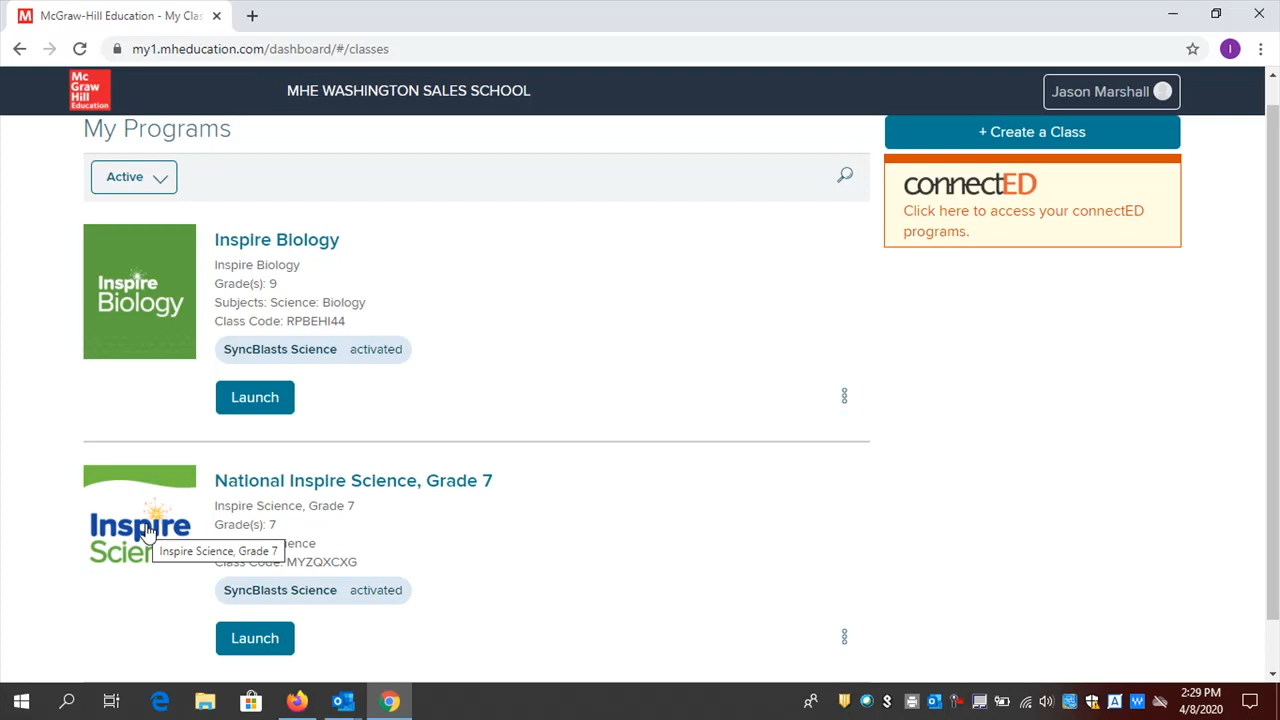 McGraw-Hill Education - My Clas
my1.mheducation.com/dashboard/#/classes
I
Mc
Graw
Hill
Education
MHE WASHINGTON SALES SCHOOL
Jason Marshall
My Programs
+ Create a Class
Active
connectED
Click here to access your connectED
programs.
Inspire
Biology
Inspire Biology
Inspire Biology
Grade(s): 9
Subjects: Science: Biology
Class Code: RPBEHI44
SyncBlasts Science activated
Launch
Inspire
Scien
National Inspire Science, Grade 7
Inspire Science, Grade 7
Grade(s): 7
ience
Inspire Science, Grade 7
Class Code: MYZQXCXG
SyncBlasts Science activated
Launch
2:29 PM
4/8/2020